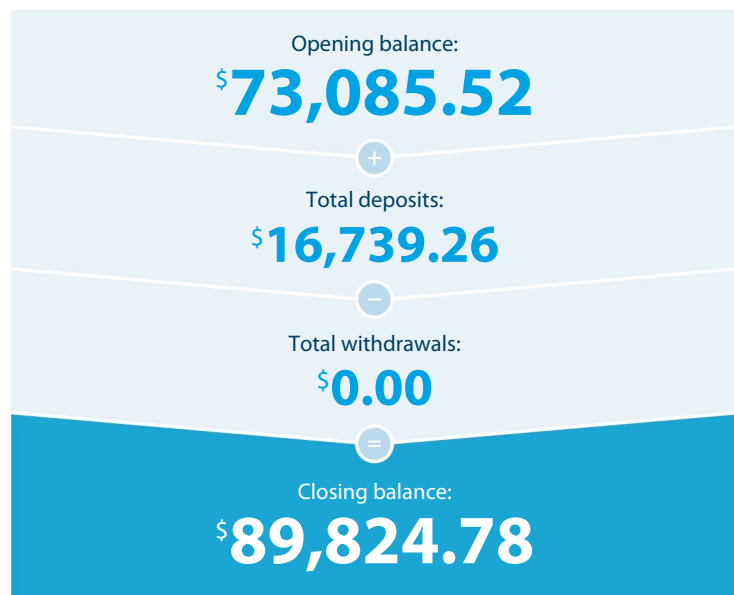 Opening balance:
$73,085.52
+
Total deposits:
$16,739.26
−
Total withdrawals:
$0.00
=
Closing balance:
$89,824.78